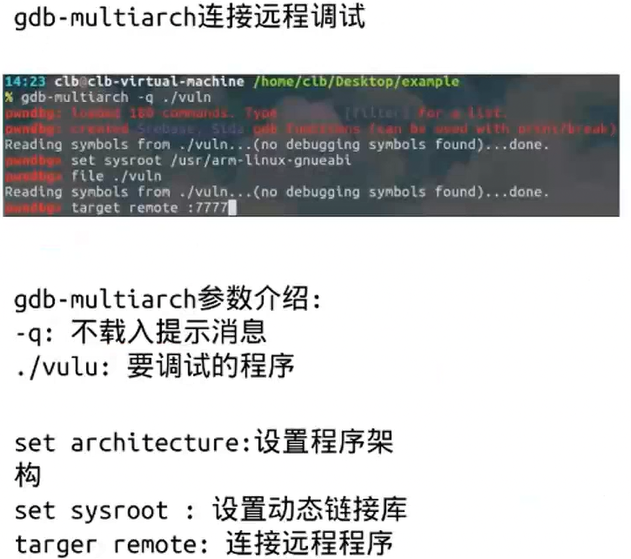 gdb-multiarch连接远程调试
14:23 clb@clb-virtual-machine /home/clb/Desktop/example
% gdb-multiarch -q ./vuln
pwndbg: loaded 180 commands. Type [filter] for a list.
pwndbg: created $rebase, $ida gdb functions (can be used with print/break)
Reading symbols from ./vuln...(no debugging symbols found)...done.
pwndbg> set sysroot /usr/arm-linux-gnueabi
pwndbg> file ./vuln
Reading symbols from ./vuln...(no debugging symbols found)...done.
pwndbg> target remote :7777
gdb-multiarch参数介绍:
-q: 不载入提示消息
./vulu: 要调试的程序
set architecture:设置程序架
构
set sysroot : 设置动态链接库
targer remote: 连接远程程序